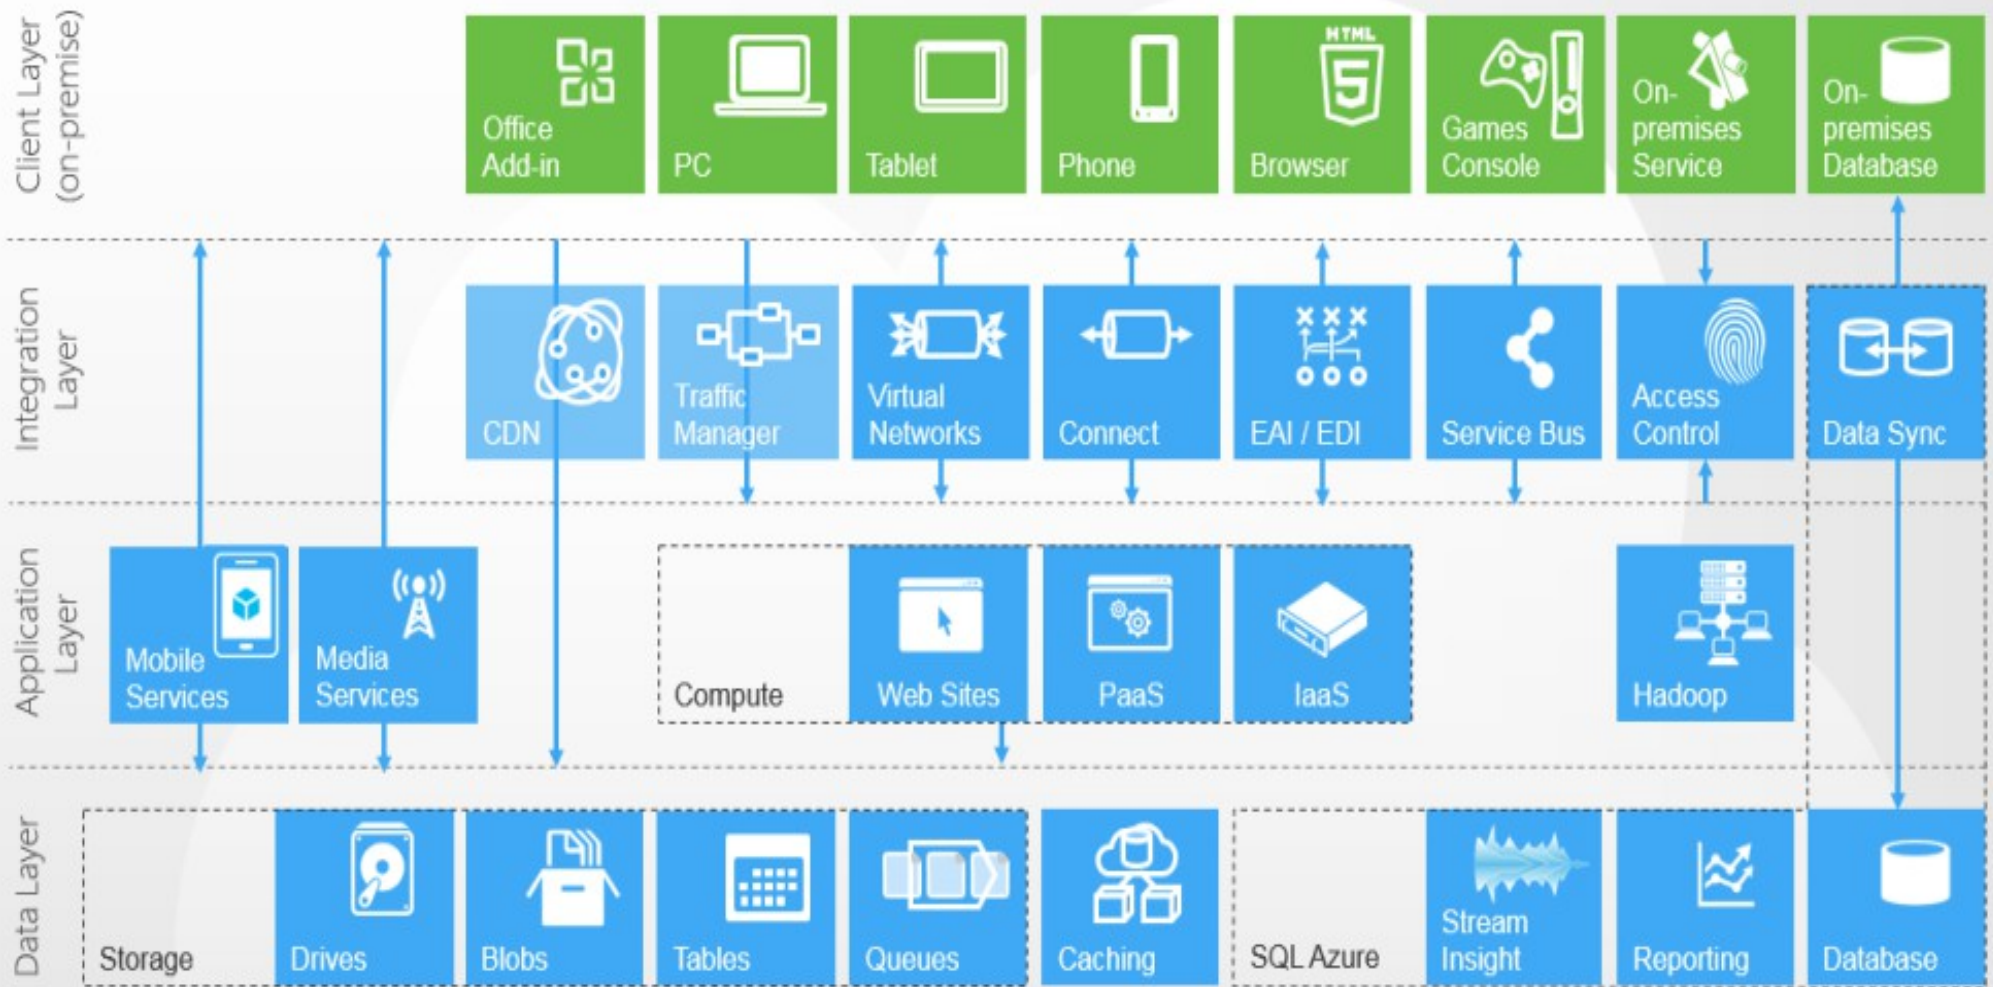 Client Layer
(on-premise)
Office
Add-in
PC
Tablet
Phone
HTML
5
Browser
Games
Console
On-
premises
Service
On-
premises
Database
Integration
Layer
CDN
Traffic
Manager
Virtual
Networks
Connect
EAI / EDI
Service Bus
Access
Control
Data Sync
Application
Layer
Mobile
Services
Media
Services
Compute
Web Sites
PaaS
IaaS
Hadoop
Data Layer
Storage
Drives
Blobs
Tables
Queues
Caching
SQL Azure
Stream
Insight
Reporting
Database